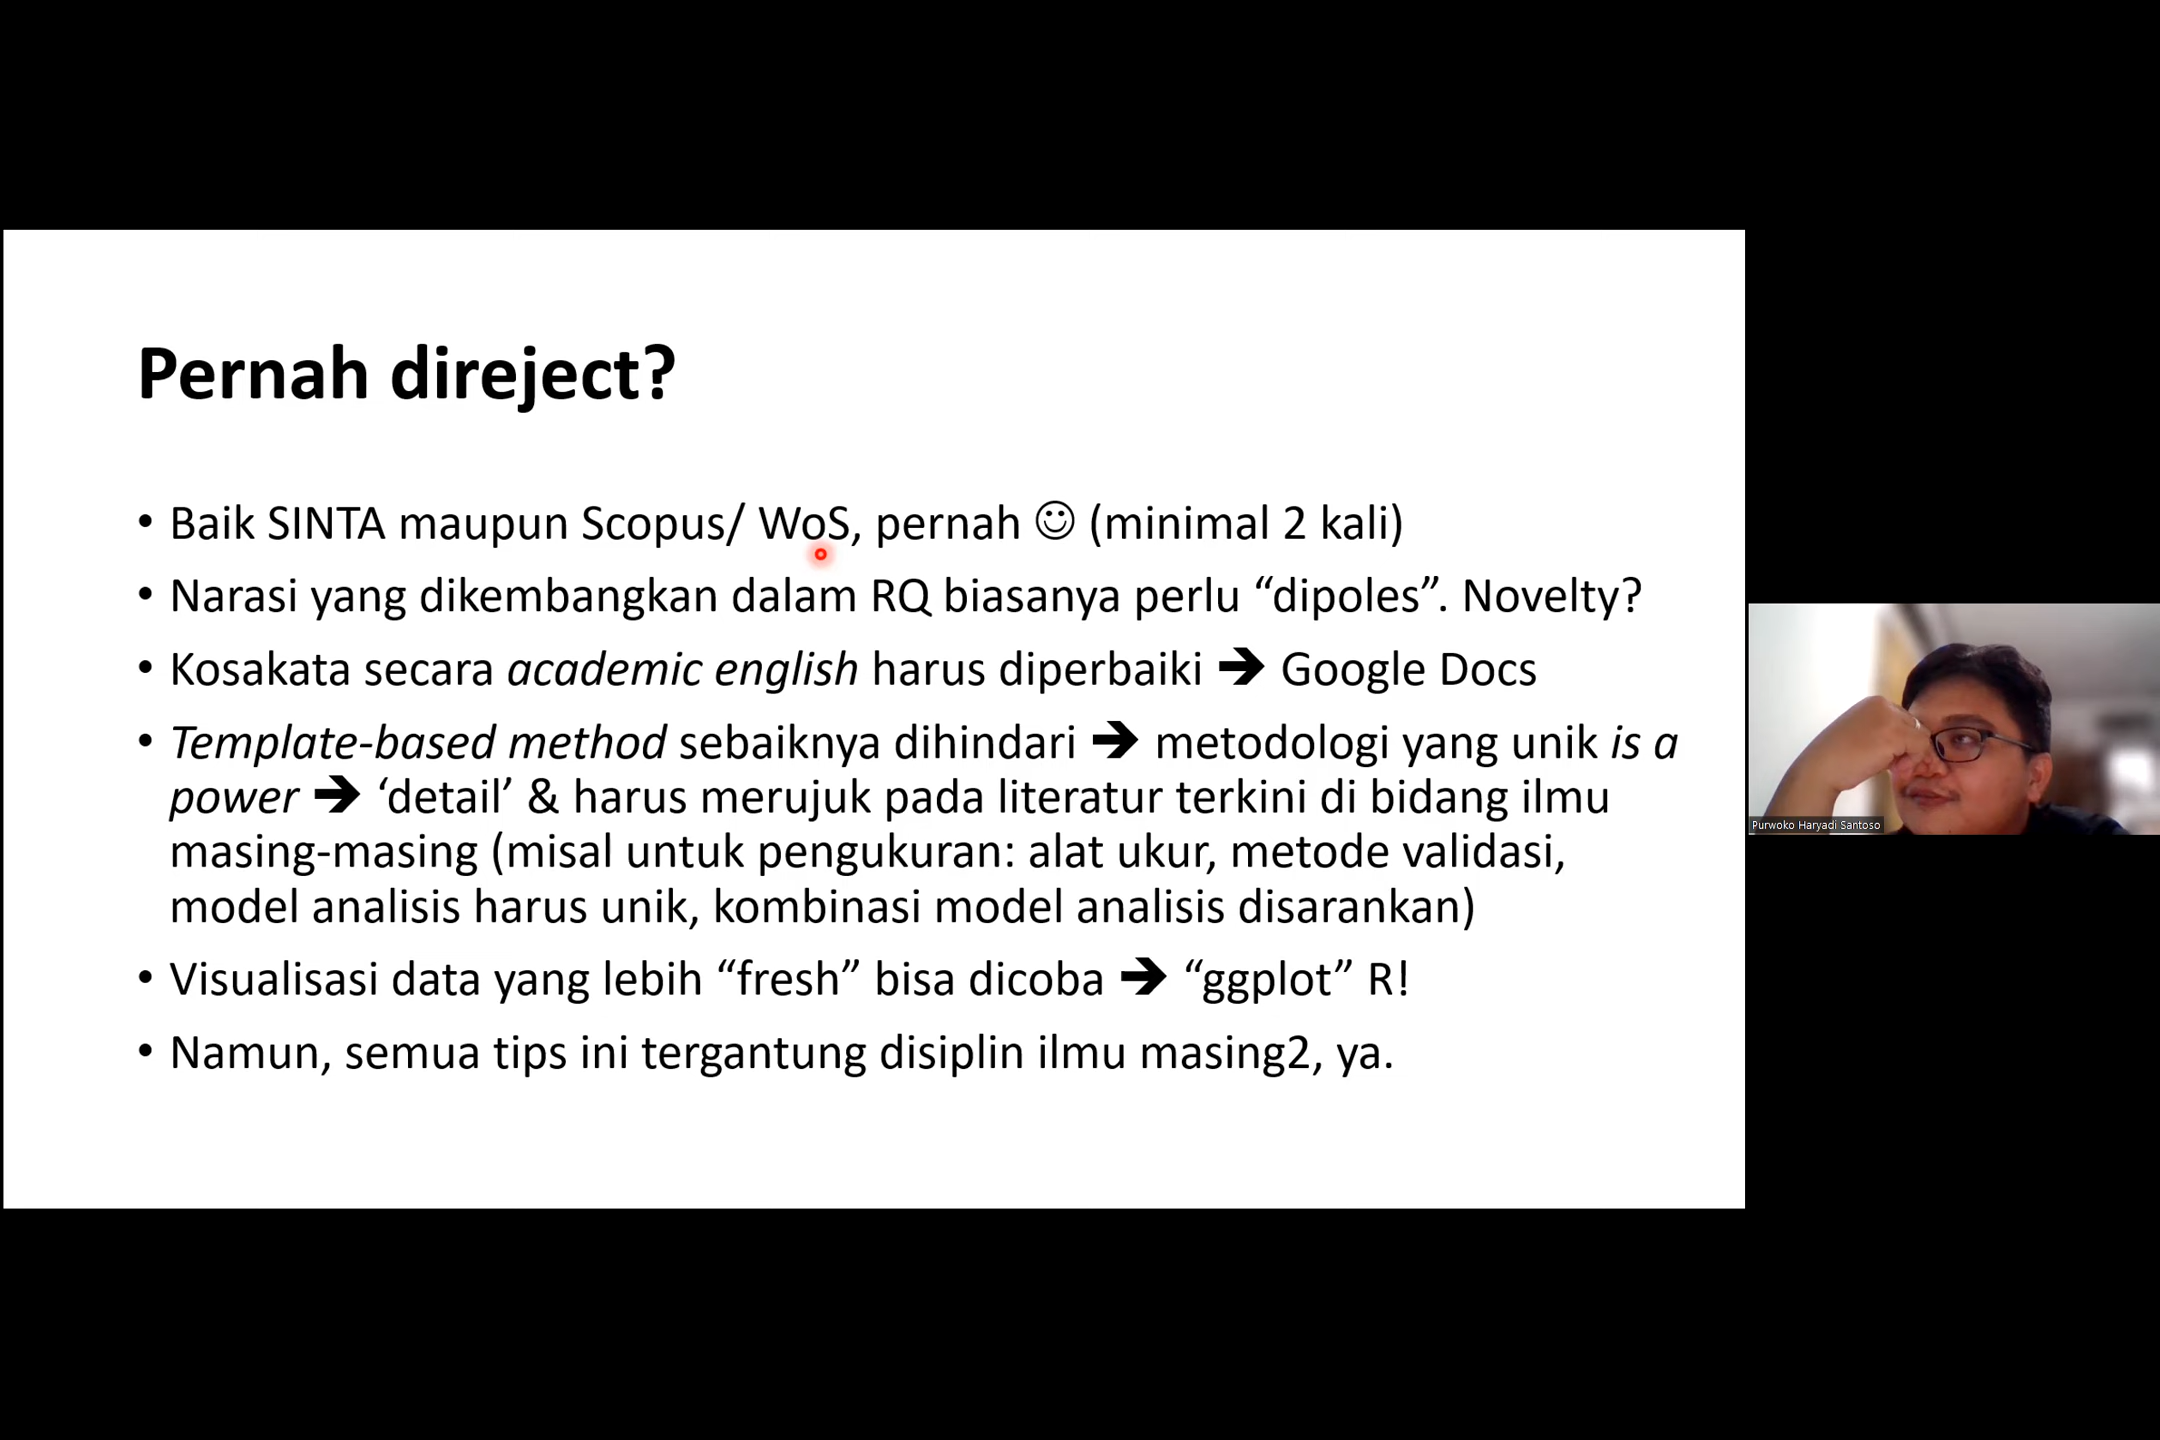 Pernah direject?
• Baik SINTA maupun Scopus/ WoS, pernah ☺ (minimal 2 kali)
• Narasi yang dikembangkan dalam RQ biasanya perlu “dipoles”. Novelty?
• Kosakata secara academic english harus diperbaiki ➔ Google Docs
• Template-based method sebaiknya dihindari ➔ metodologi yang unik is a
power ➔ ‘detail’ & harus merujuk pada literatur terkini di bidang ilmu
masing-masing (misal untuk pengukuran: alat ukur, metode validasi,
model analisis harus unik, kombinasi model analisis disarankan)
• Visualisasi data yang lebih “fresh” bisa dicoba ➔ “ggplot” R!
• Namun, semua tips ini tergantung disiplin ilmu masing2, ya.
Purwoko Haryadi Santoso